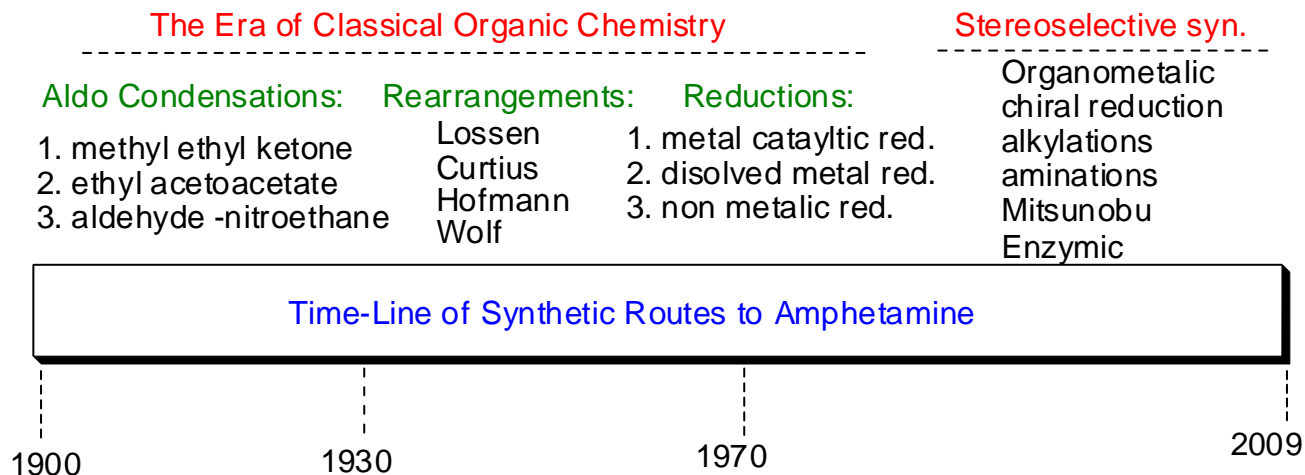 The Era of Classical Organic Chemistry
Stereoselective syn.
Aldo Condensations:
1. methyl ethyl ketone
2. ethyl acetoacetate
3. aldehyde -nitroethane
Rearrangements:
Lossen
Curtius
Hofmann
Wolf
Reductions:
1. metal catayltic red.
2. disolved metal red.
3. non metalic red.
Organometalic
chiral reduction
alkylations
aminations
Mitsunobu
Enzymic
Time-Line of Synthetic Routes to Amphetamine
1900
1930
1970
2009